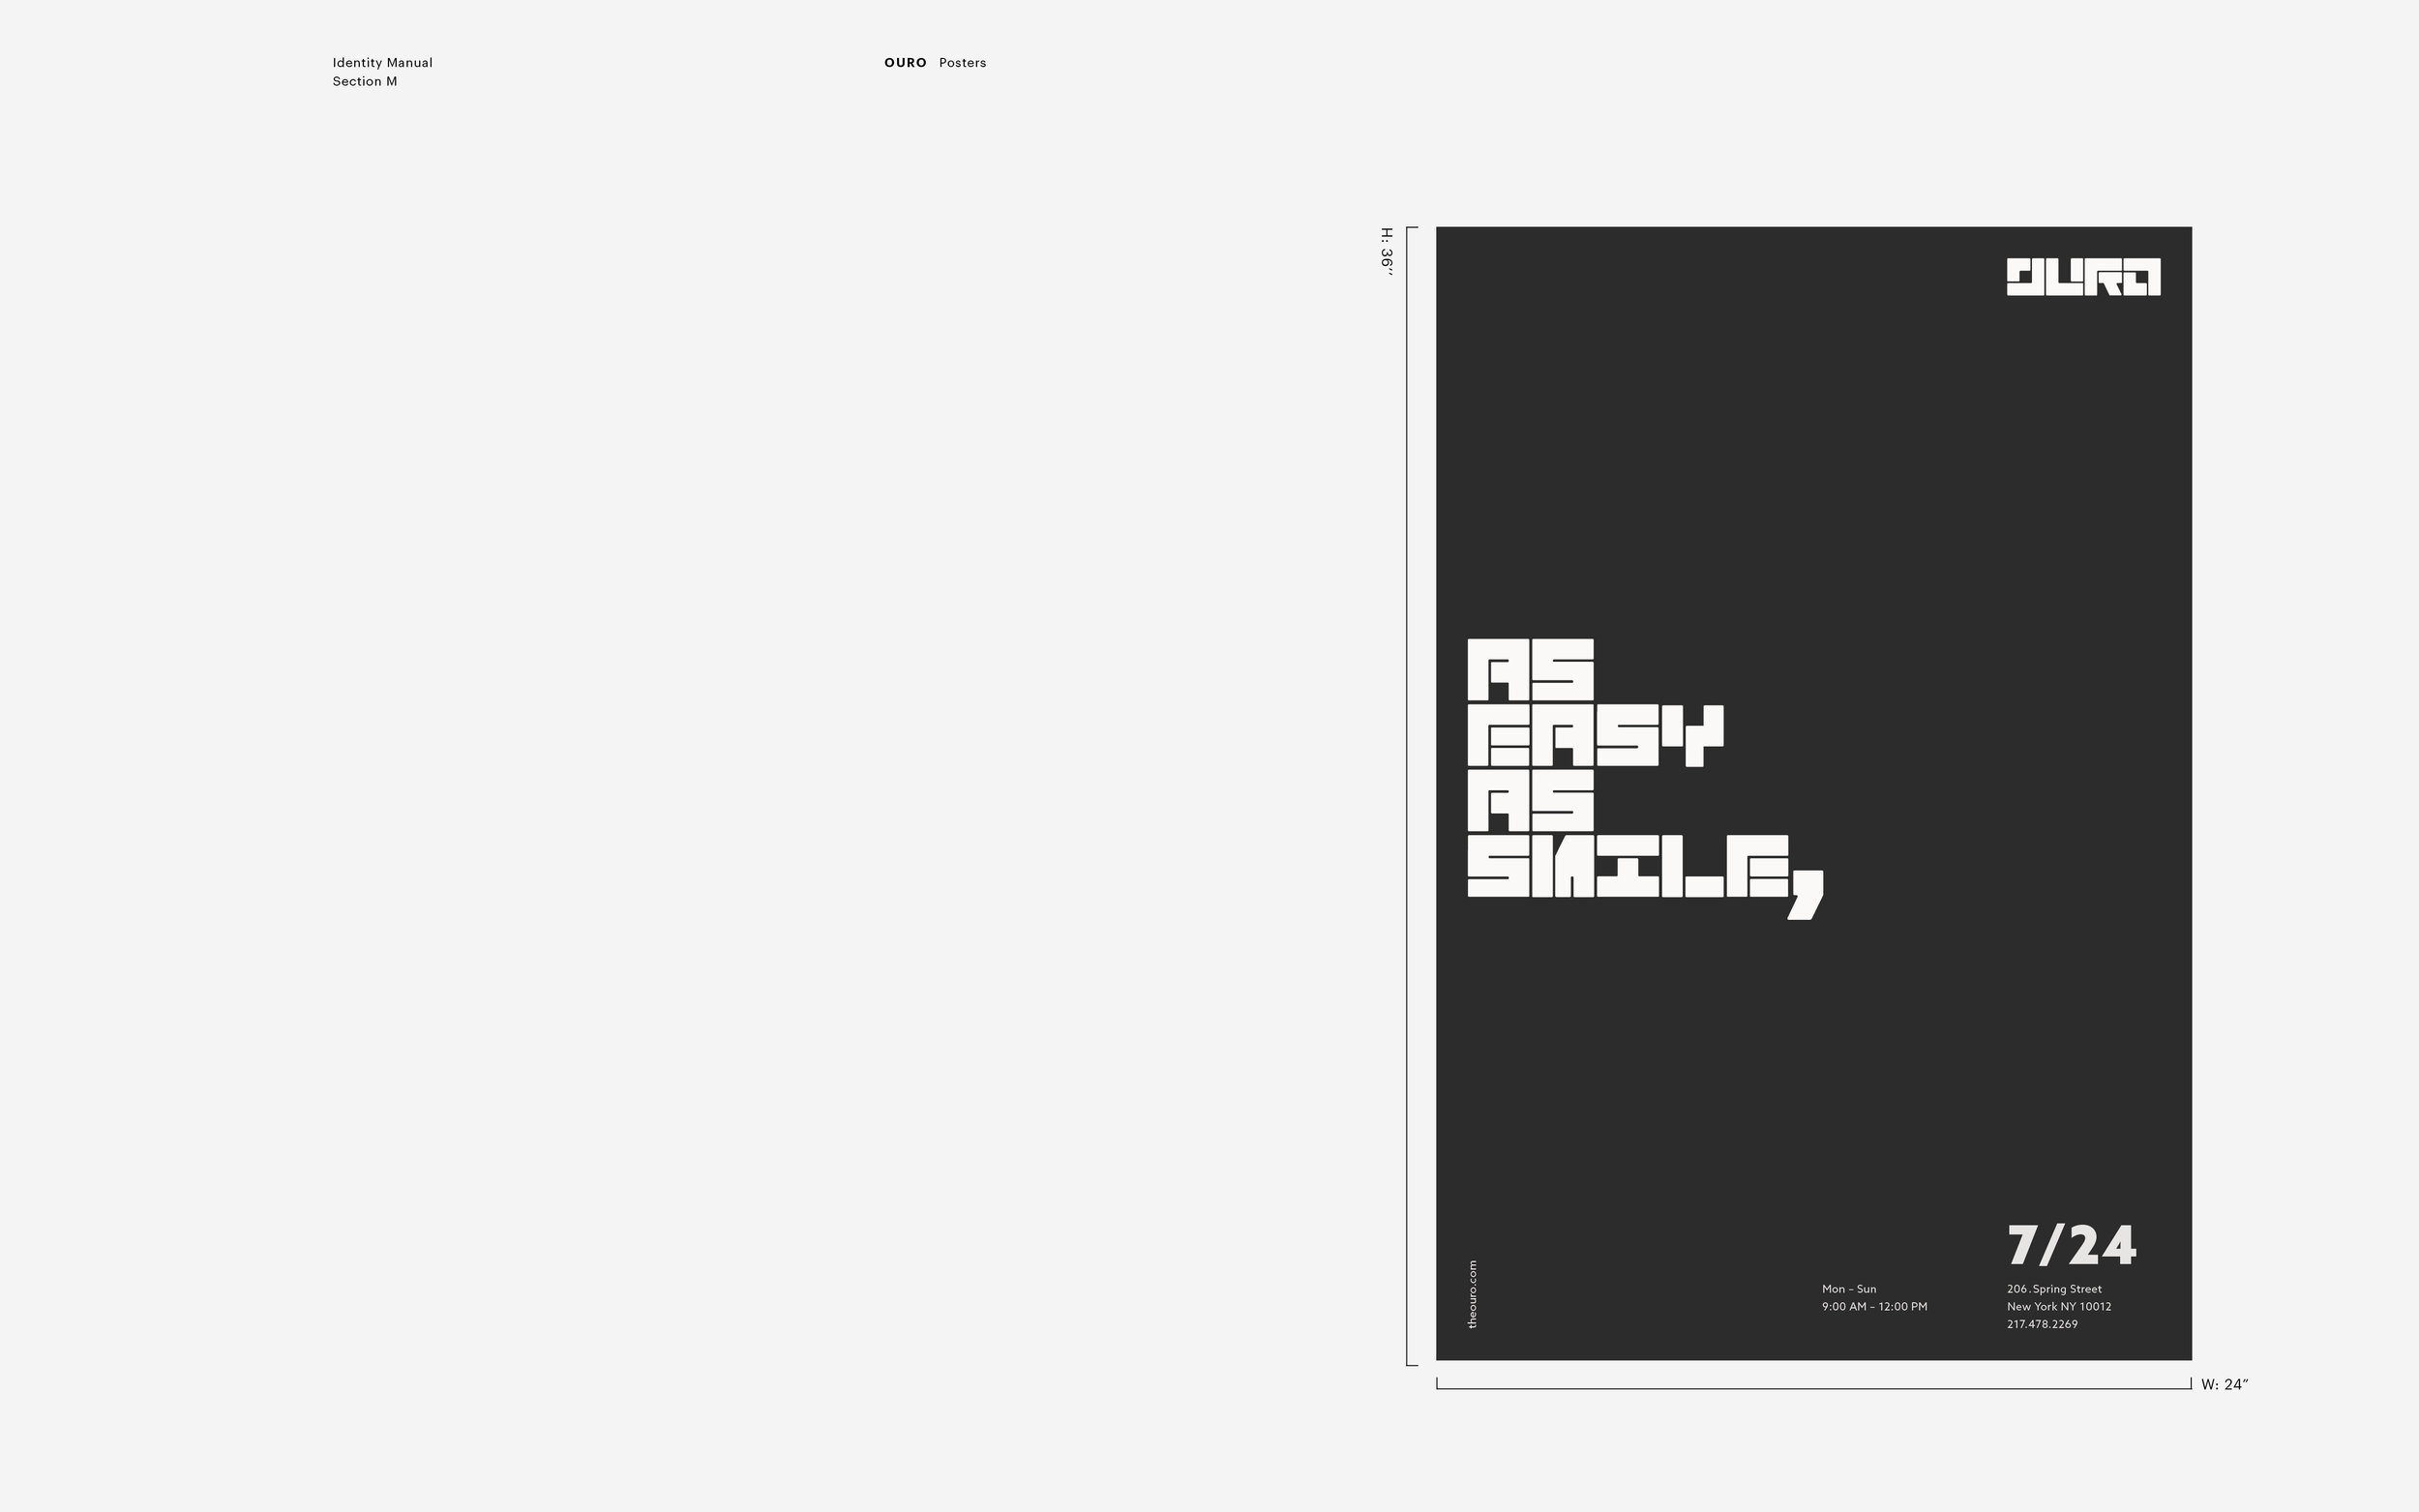 Identity Manual
Section M
OURO Posters
H: 36’’
OURO
AS
EASY
AS
SMILE,
7/24
theouro.com
Mon – Sun
9:00 AM – 12:00 PM
206 . Spring Street
New York NY 10012
217.478.2269
W: 24”